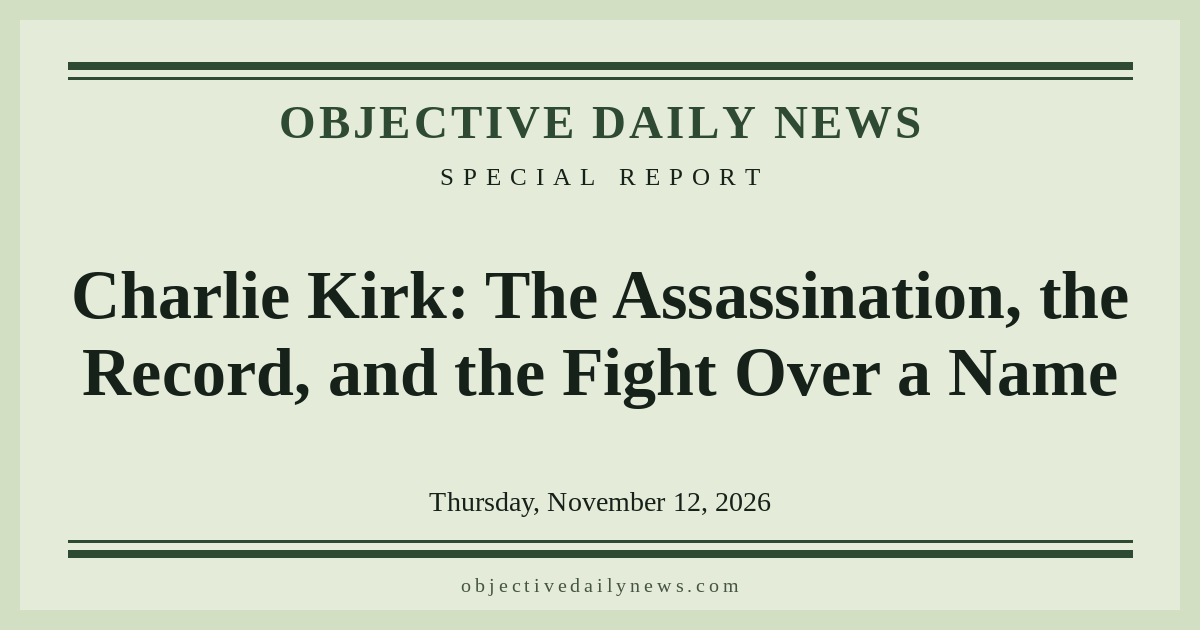 OBJECTIVE DAILY NEWS
SPECIAL REPORT
Charlie Kirk: The Assassination, the
Record, and the Fight Over a Name
Thursday, November 12, 2026
objectivedailynews.com